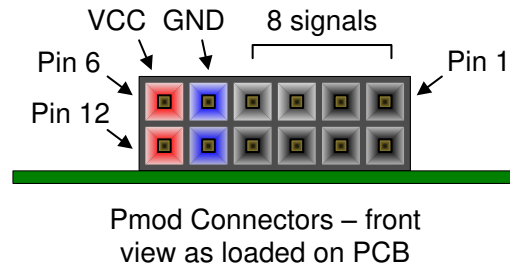 VCC GND 8 signals
Pin 6 Pin 1
Pin 12
Pmod Connectors – front
view as loaded on PCB